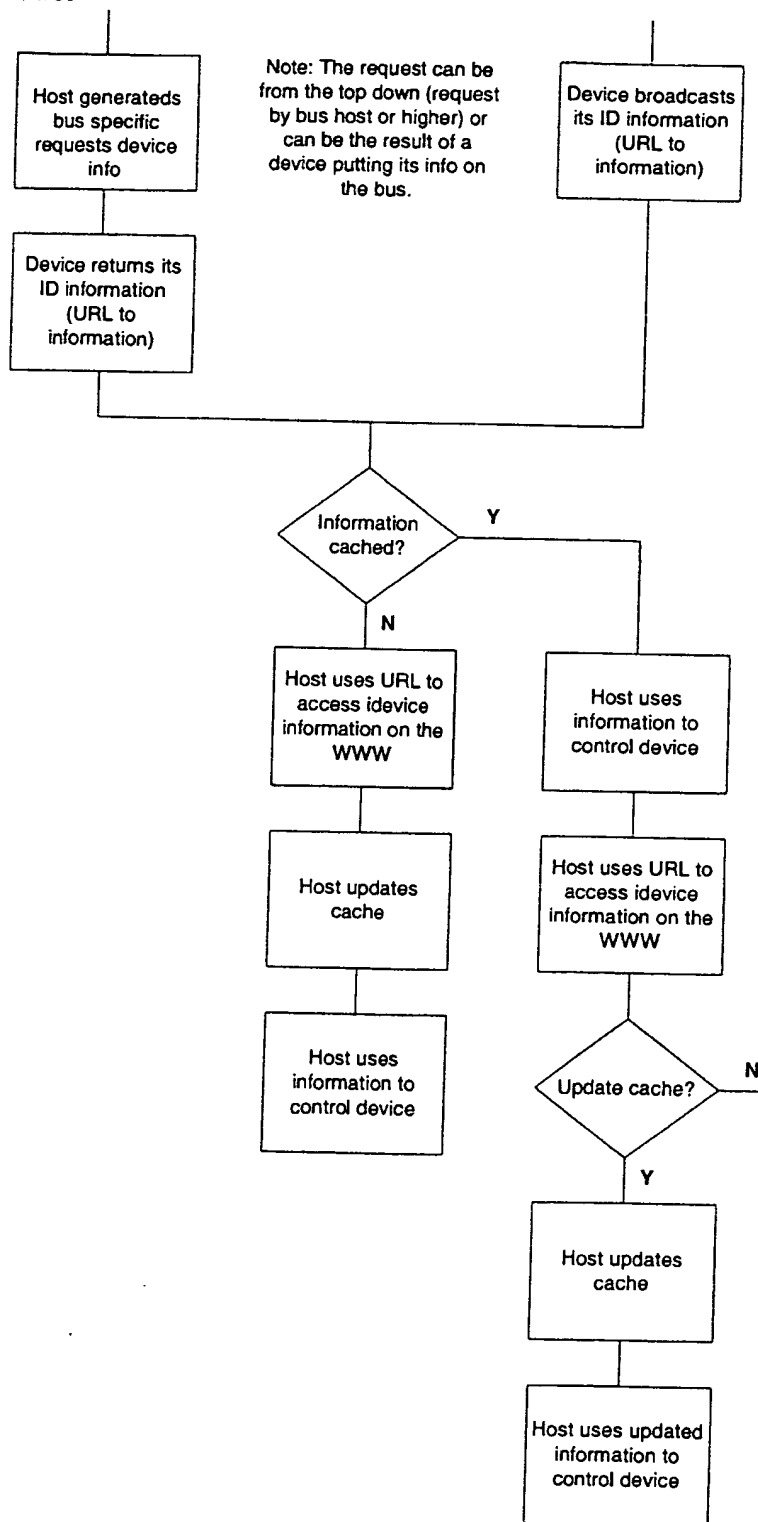 Host generateds
bus specific
requests device
info
Note: The request can be
from the top down (request
by bus host or higher) or
can be the result of a
device putting its info on
the bus.
Device broadcasts
its ID information
(URL to
information)
Device returns its
ID information
(URL to
information)
Information
cached?
Y
N
Host uses URL to
access idevice
information on the
WWW
Host uses
information to
control device
Host updates
cache
Host uses URL to
access idevice
information on the
WWW
Host uses
information to
control device
Update cache?
N
Y
Host updates
cache
Host uses updated
information to
control device